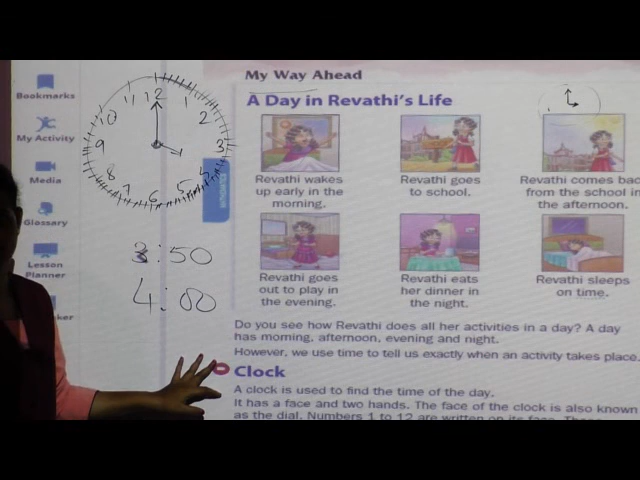 Bookmarks
My Activity
Media
Glossary
Lesson
Planner
12
1
2
3
4
5
6
7
8
9
10
11
3:50
4:00
My Way Ahead
A Day in Revathi's Life
Revathi wakes
up early in the
morning.
Revathi goes
to school.
Revathi comes back
from the school in
the afternoon.
Revathi goes
out to play in
the evening.
Revathi eats
her dinner in
the night.
Revathi sleeps
on time.
Do you see how Revathi does all her activities in a day? A day
has morning, afternoon, evening and night.
However, we use time to tell us exactly when an activity takes place.
Clock
A clock is used to find the time of the day.
It has a face and two hands. The face of the clock is also known
as the dial. Numbers 1 to 12 are written on its face.